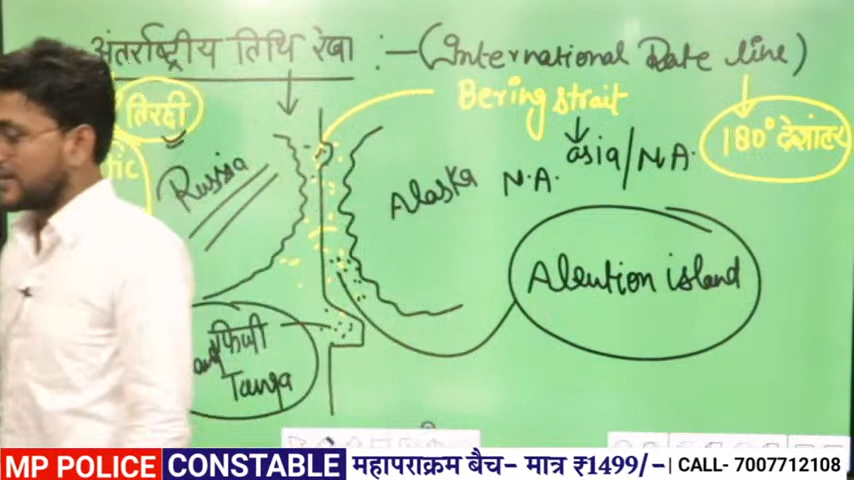 अंतर्राष्ट्रीय तिथि रेखा :- (International Date line)
Bering strait
तिरछी
180° देशांतर
asia/N.A.
tic
Russia
Alaska N.A.
Aleution island
फिजी
Tanga
MP POLICE CONSTABLE महापराक्रम बैच- मात्र ₹1499/-| CALL- 7007712108